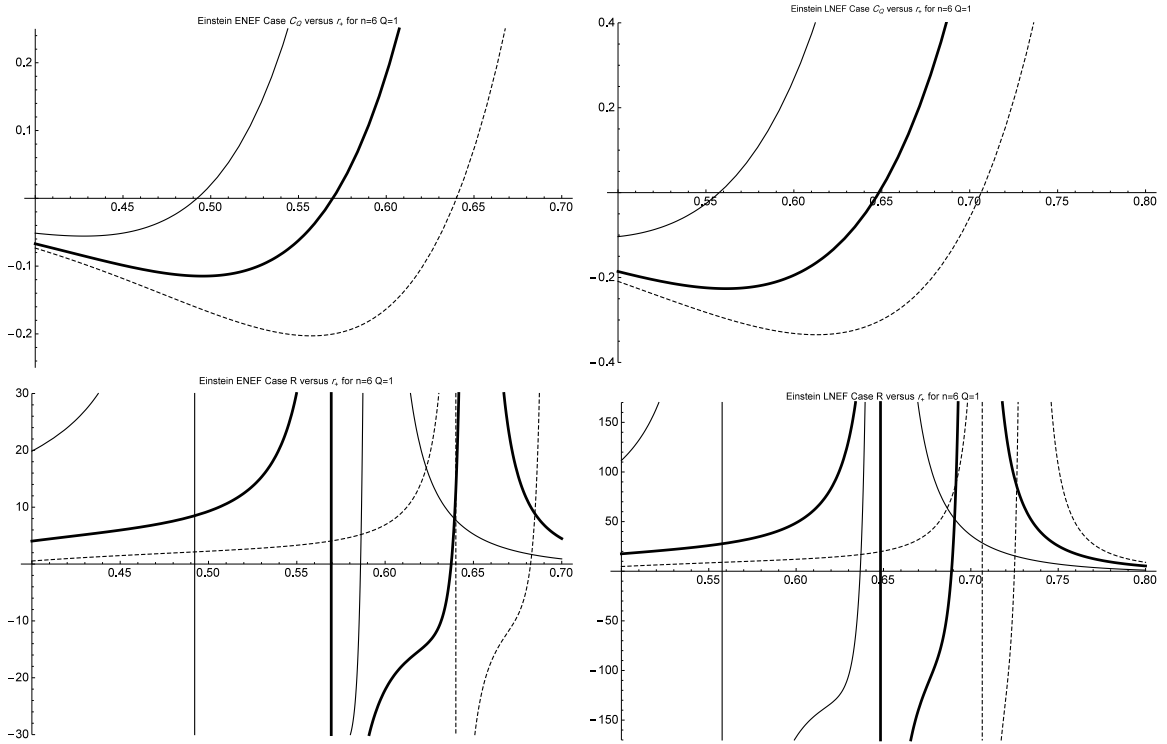 Einstein ENEF Case C_Q versus r_+ for n=6 Q=1
0.2
0.1
0.45 0.50 0.55 0.60 0.65 0.70
−0.1
−0.2
Einstein LNEF Case C_Q versus r_+ for n=6 Q=1
0.4
0.2
0.55 0.60 0.65 0.70 0.75 0.80
−0.2
−0.4
Einstein ENEF Case R versus r_+ for n=6 Q=1
30
20
10
0.45 0.50 0.55 0.60 0.65 0.70
−10
−20
−30
Einstein LNEF Case R versus r_+ for n=6 Q=1
150
100
50
0.55 0.60 0.65 0.70 0.75 0.80
−50
−100
−150